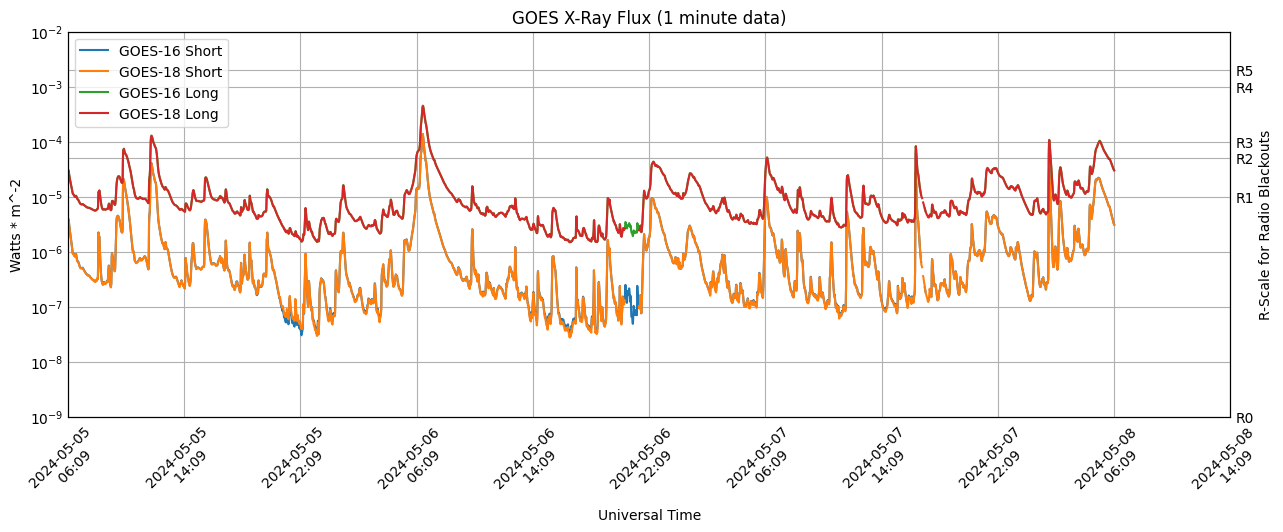 GOES X-Ray Flux (1 minute data)
GOES-16 Short
GOES-18 Short
GOES-16 Long
GOES-18 Long
10^-2
10^-3
10^-4
10^-5
10^-6
10^-7
10^-8
10^-9
Watts * m^-2
R5
R4
R3
R2
R1
R0
R-Scale for Radio Blackouts
2024-05-05
06:09
2024-05-05
14:09
2024-05-05
22:09
2024-05-06
06:09
2024-05-06
14:09
2024-05-06
22:09
2024-05-07
06:09
2024-05-07
14:09
2024-05-07
22:09
2024-05-08
06:09
2024-05-08
14:09
Universal Time